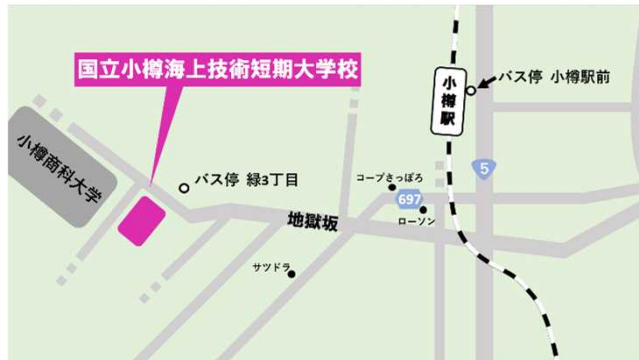 国立小樽海上技術短期大学校
小樽駅
バス停 小樽駅前
小樽商科大学
バス停 緑3丁目
コープさっぽろ
5
697
ローソン
地獄坂
サツドラ